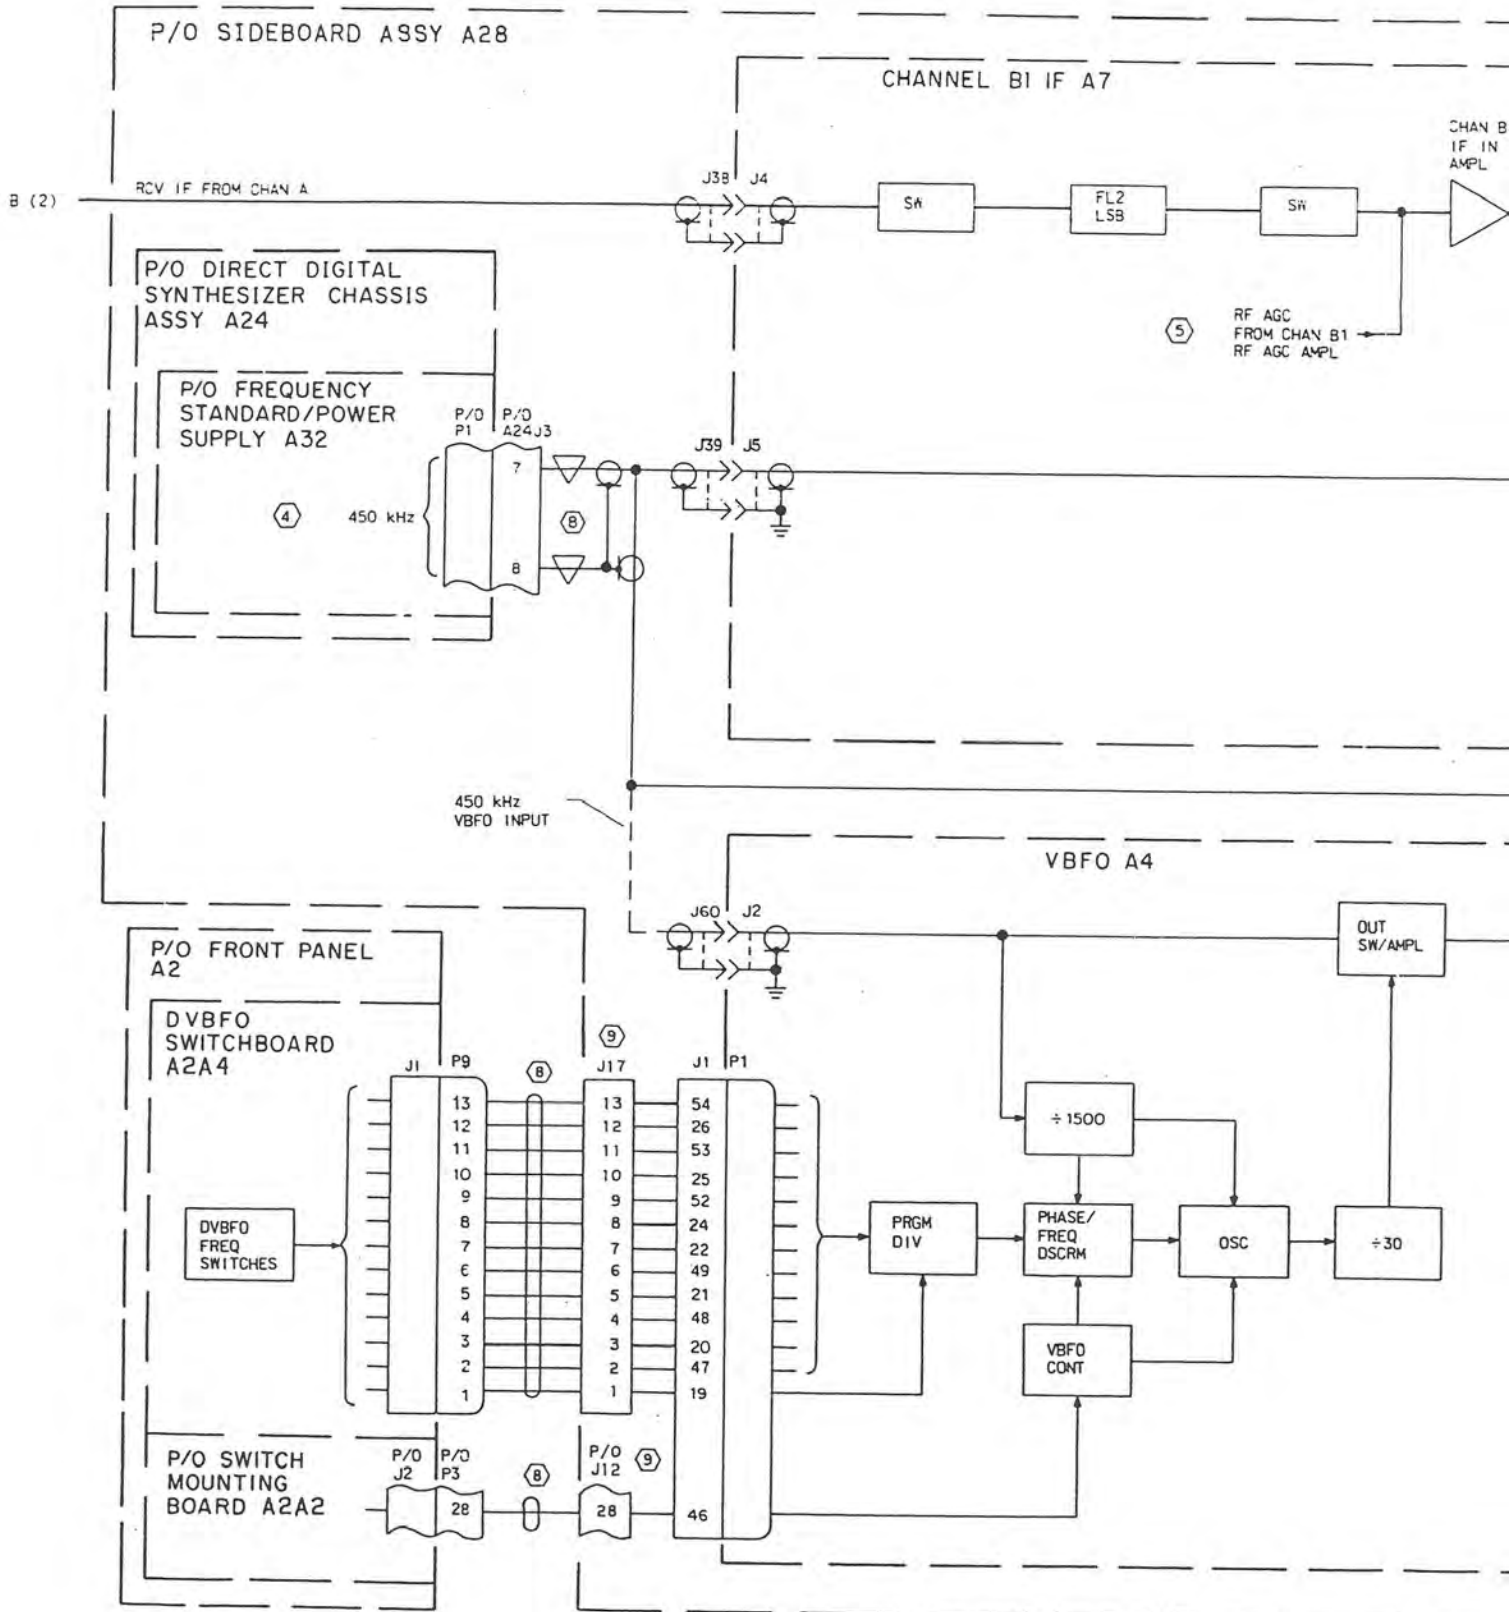 P/O SIDEBOARD ASSY A28
CHANNEL B1 IF A7
CHAN B
IF IN
AMPL
B (2)
RCV IF FROM CHAN A
J38 J4
SW
FL2
LSB
SW
P/O DIRECT DIGITAL
SYNTHESIZER CHASSIS
ASSY A24
5
RF AGC
FROM CHAN B1
RF AGC AMPL
P/O FREQUENCY
STANDARD/POWER
SUPPLY A32
P/O P/O
P1 A24J3
J39 J5
7
4
450 kHz
8
8
450 kHz
VBFO INPUT
VBFO A4
J60 J2
OUT
SW/AMPL
P/O FRONT PANEL
A2
DVBFO
SWITCHBOARD
A2A4
J1 P9
8
9
J17
J1 P1
13 13 54
12 12 26
11 11 53
10 10 25
9 9 52
8 8 24
7 7 22
6 6 49
5 5 21
4 4 48
3 3 20
2 2 47
1 1 19
DVBFO
FREQ
SWITCHES
÷1500
PRGM
DIV
PHASE/
FREQ
DSCRM
OSC
÷30
VBFO
CONT
P/O SWITCH
MOUNTING
BOARD A2A2
P/O P/O
J2 P3
8
P/O
J12
9
28 28 46